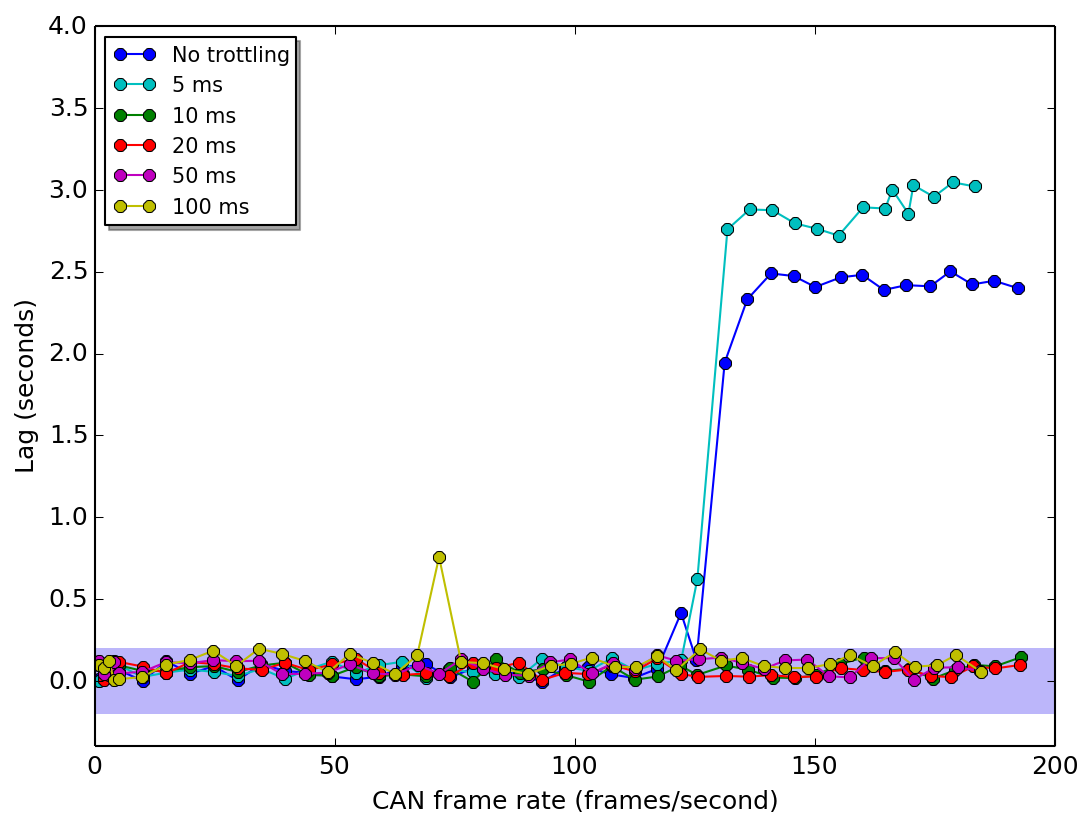 4.0
3.5
3.0
2.5
2.0
1.5
1.0
0.5
0.0
Lag (seconds)
No trottling
5 ms
10 ms
20 ms
50 ms
100 ms
0 50 100 150 200
CAN frame rate (frames/second)